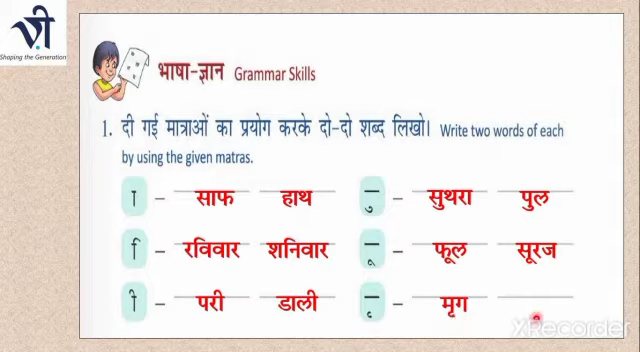 वी
Shaping the Generation
भाषा-ज्ञान Grammar Skills
1. दी गई मात्राओं का प्रयोग करके दो-दो शब्द लिखो। Write two words of each
by using the given matras.
ा – साफ हाथ ु – सुथरा पुल
ि – रविवार शनिवार ू – फूल सूरज
ी – परी डाली ृ – मृग
XRecorder